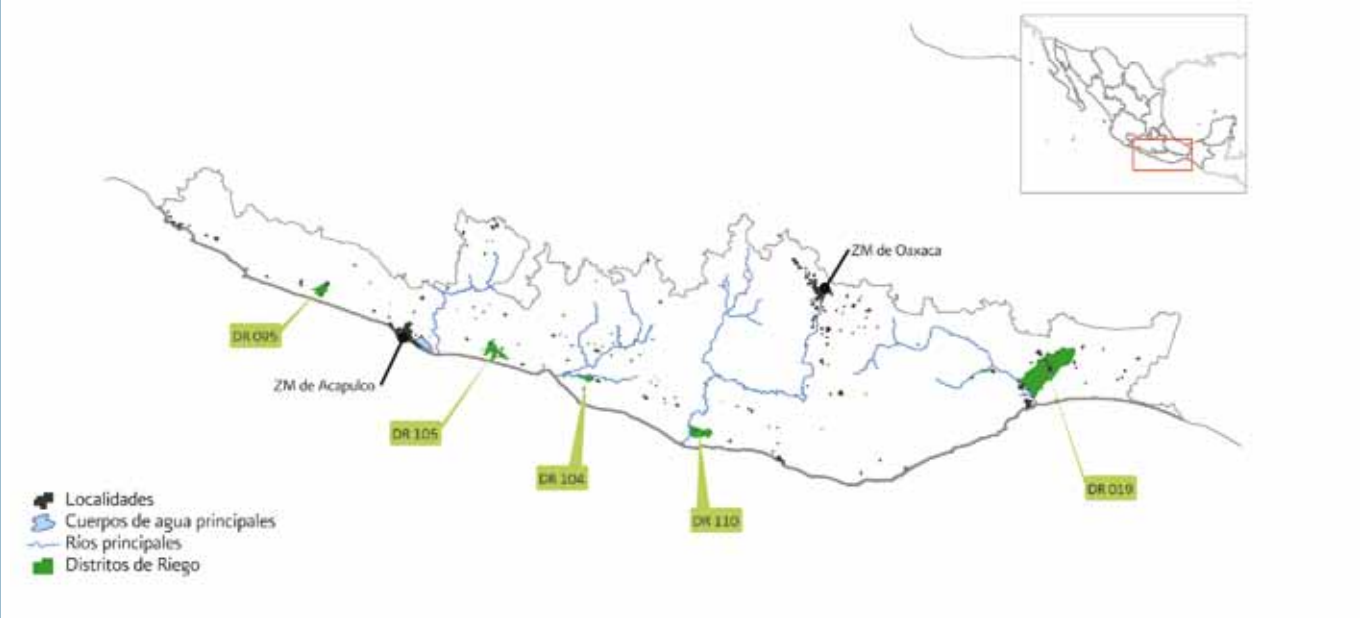 ZM de Oaxaca
DR 095
ZM de Acapulco
DR 105
DR 104
DR 110
DR 019
Localidades
Cuerpos de agua principales
Ríos principales
Distritos de Riego